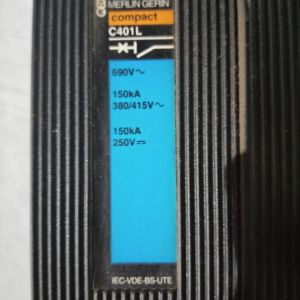 MERLIN GERIN
compact
C401L
690V~
150kA
380/415V~
150kA
250V⎓
IEC-VDE-BS-UTE